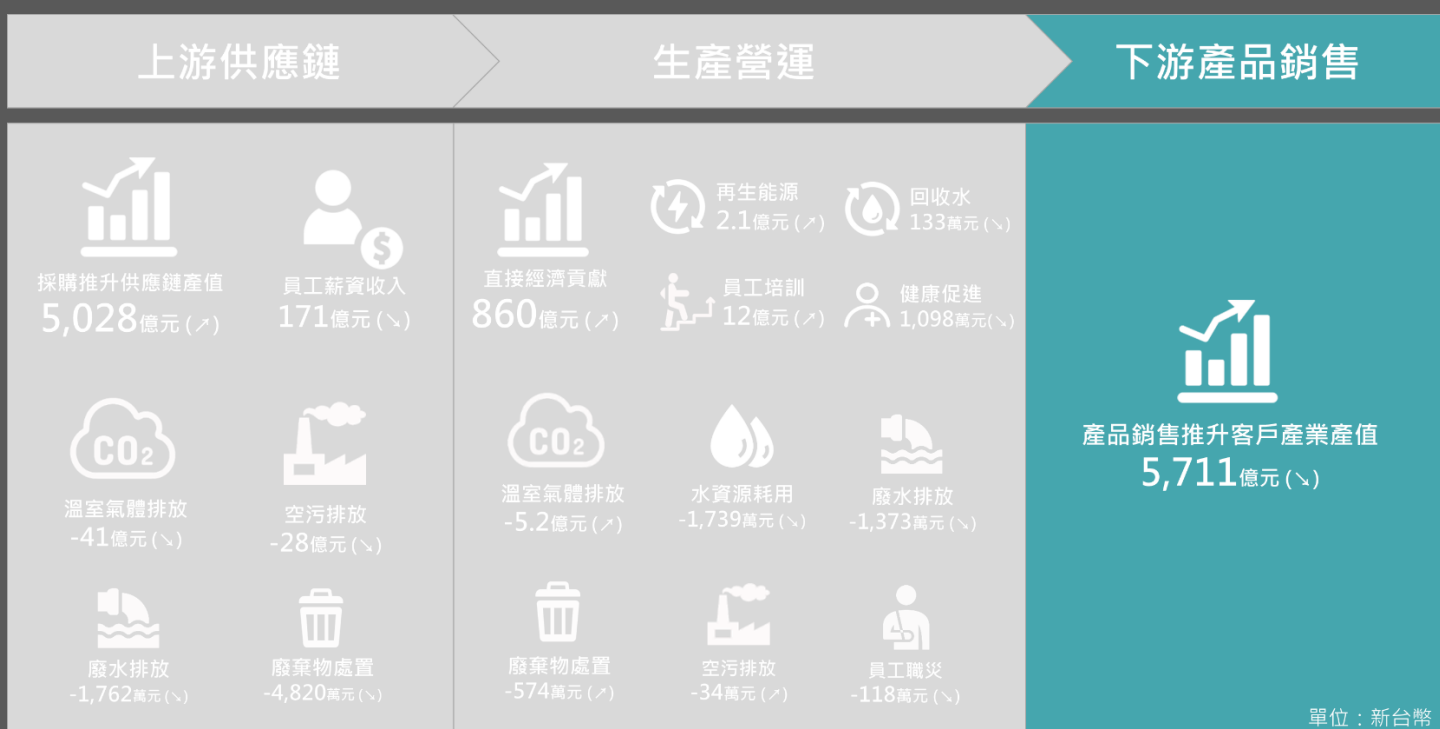 上游供應鏈
生產營運
下游產品銷售
採購推升供應鏈產值
5,028億元(↗)
員工薪資收入
171億元(↘)
溫室氣體排放
-41億元(↘)
空污排放
-28億元(↘)
廢水排放
-1,762萬元(↘)
廢棄物處置
-4,820萬元(↘)
直接經濟貢獻
860億元(↗)
再生能源
2.1億元(↗)
回收水
133萬元(↘)
員工培訓
12億元(↗)
健康促進
1,098萬元(↘)
溫室氣體排放
-5.2億元(↗)
水資源耗用
-1,739萬元(↘)
廢水排放
-1,373萬元(↘)
廢棄物處置
-574萬元(↗)
空污排放
-34萬元(↗)
員工職災
-118萬元(↘)
產品銷售推升客戶產業產值
5,711億元(↘)
單位：新台幣
CO2
CO2
$